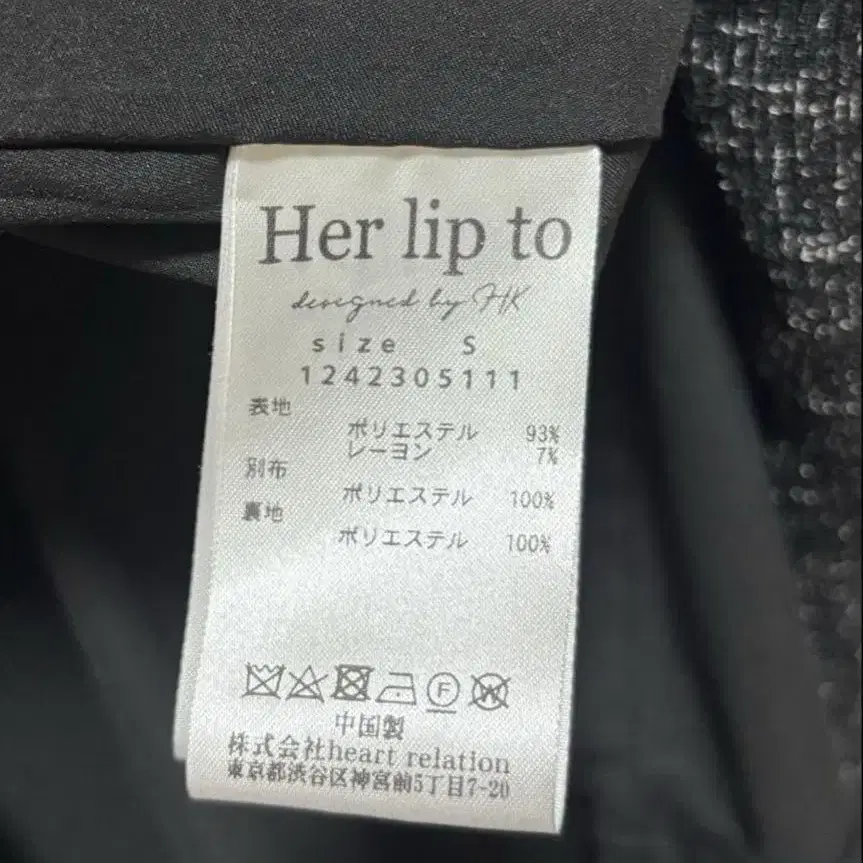 Her lip to
designed by HK
size S
1242305111
表地
ポリエステル 93%
レーヨン 7%
別布
ポリエステル 100%
裏地
ポリエステル 100%
F W
中国製
株式会社heart relation
東京都渋谷区神宮前5丁目7-20